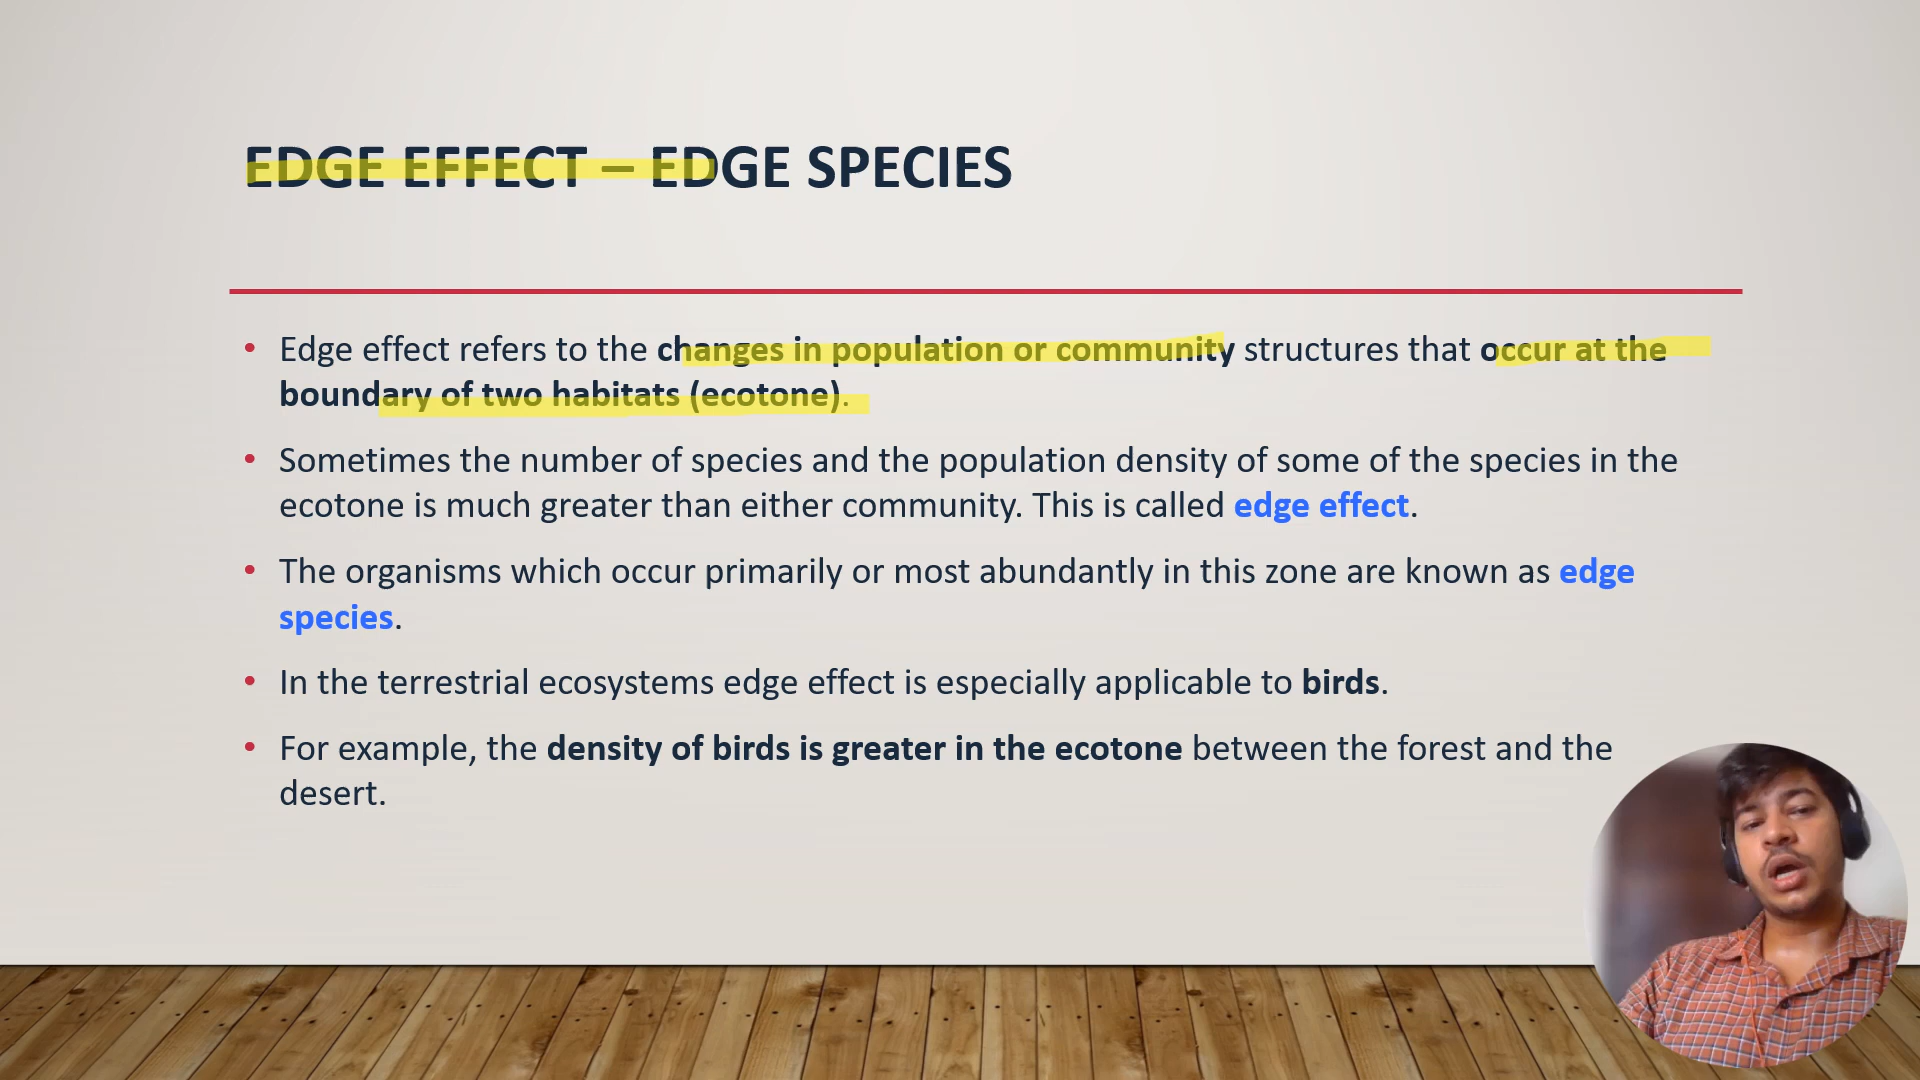 EDGE EFFECT – EDGE SPECIES
• Edge effect refers to the changes in population or community structures that occur at the
boundary of two habitats (ecotone).
• Sometimes the number of species and the population density of some of the species in the
ecotone is much greater than either community. This is called edge effect.
• The organisms which occur primarily or most abundantly in this zone are known as edge
species.
• In the terrestrial ecosystems edge effect is especially applicable to birds.
• For example, the density of birds is greater in the ecotone between the forest and the
desert.